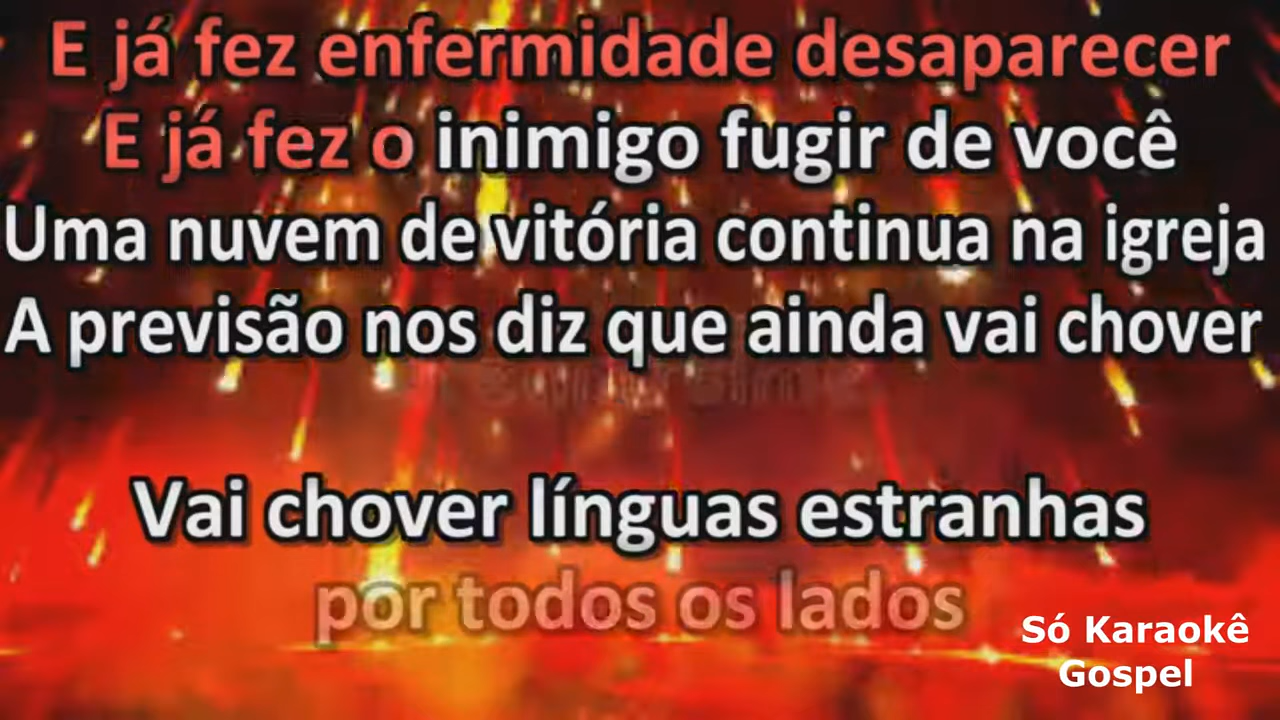 E já fez enfermidade desaparecer
E já fez o inimigo fugir de você
Uma nuvem de vitória continua na igreja
A previsão nos diz que ainda vai chover
Vai chover línguas estranhas
por todos os lados
Só Karaokê
Gospel